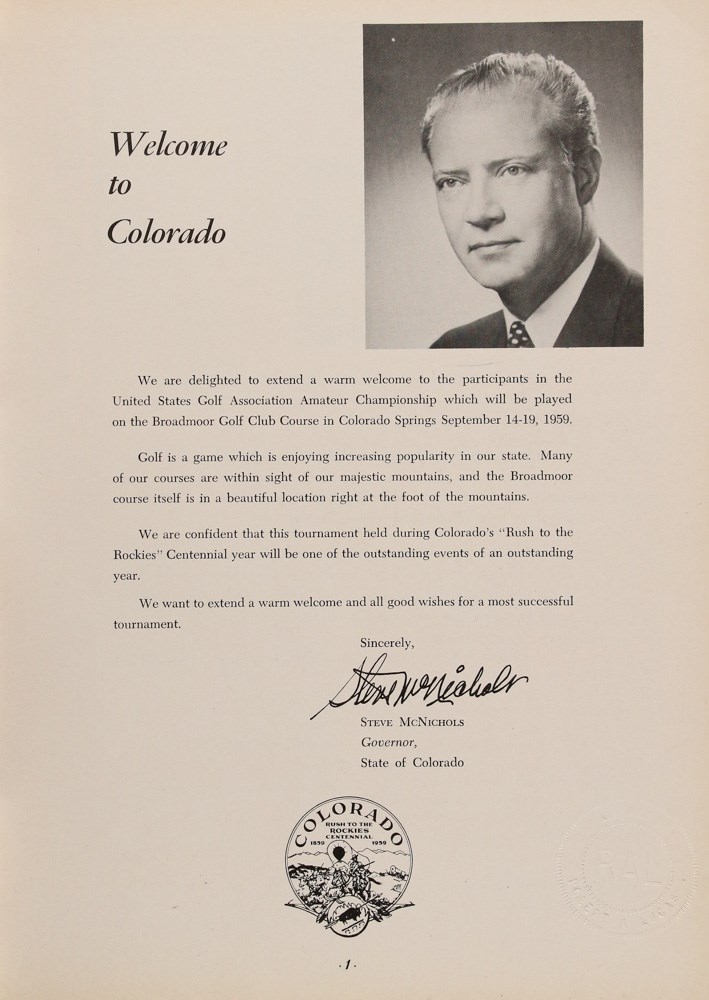 Welcome
to
Colorado
We are delighted to extend a warm welcome to the participants in the
United States Golf Association Amateur Championship which will be played
on the Broadmoor Golf Club Course in Colorado Springs September 14-19, 1959.
Golf is a game which is enjoying increasing popularity in our state. Many
of our courses are within sight of our majestic mountains, and the Broadmoor
course itself is in a beautiful location right at the foot of the mountains.
We are confident that this tournament held during Colorado's "Rush to the
Rockies" Centennial year will be one of the outstanding events of an outstanding
year.
We want to extend a warm welcome and all good wishes for a most successful
tournament.
Sincerely,
Steve McNichols
STEVE MCNICHOLS
Governor,
State of Colorado
COLORADO
RUSH TO THE
ROCKIES
CENTENNIAL
1859 1959
· 1 ·